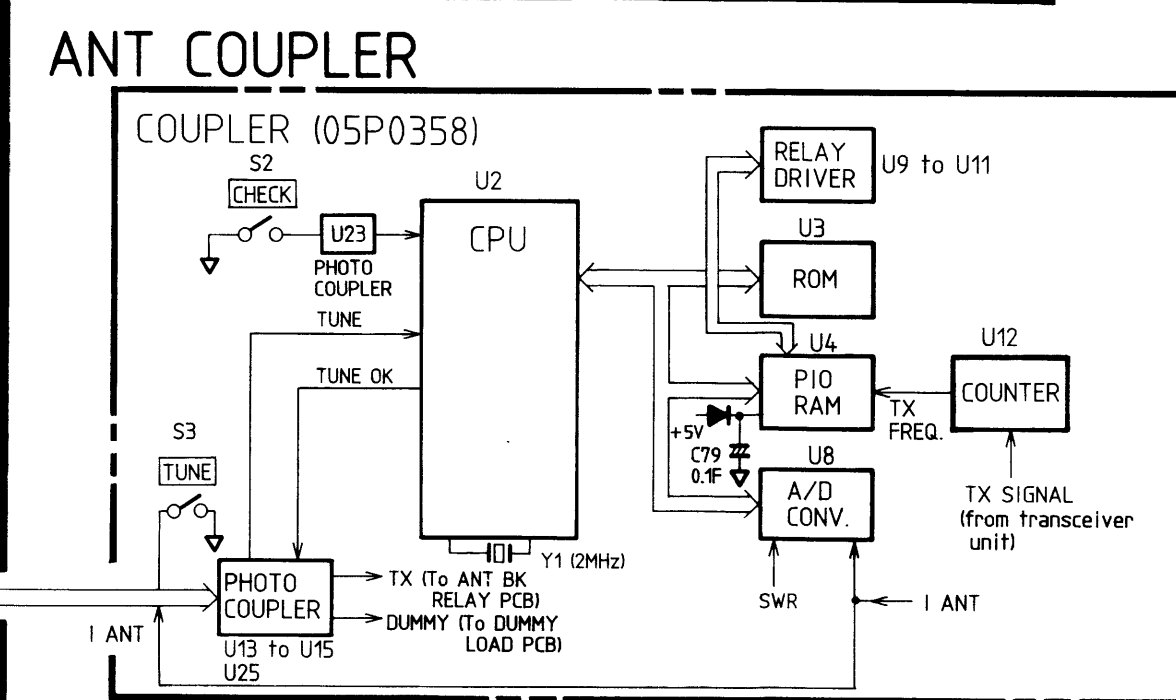 ANT COUPLER
COUPLER (05P0358)
S2
CHECK
U23
PHOTO
COUPLER
U2
CPU
TUNE
TUNE OK
Y1 (2MHz)
RELAY
DRIVER
U9 to U11
U3
ROM
U4
PIO
RAM
+5V
C79
0.1F
TX
FREQ.
U12
COUNTER
TX SIGNAL
(from transceiver
unit)
U8
A/D
CONV.
SWR
I ANT
S3
TUNE
PHOTO
COUPLER
U13 to U15
U25
I ANT
TX (To ANT BK
RELAY PCB)
DUMMY (To DUMMY
LOAD PCB)